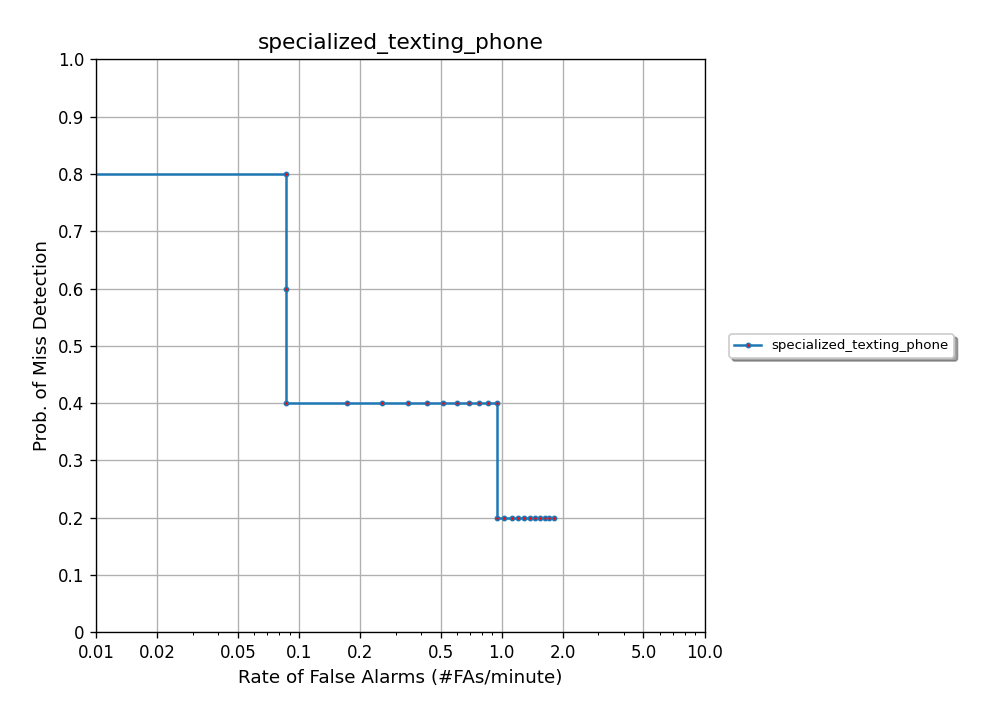 specialized_texting_phone
1.0
0.9
0.8
0.7
0.6
0.5
0.4
0.3
0.2
0.1
0
Prob. of Miss Detection
0.01 0.02 0.05 0.1 0.2 0.5 1.0 2.0 5.0 10.0
Rate of False Alarms (#FAs/minute)
specialized_texting_phone